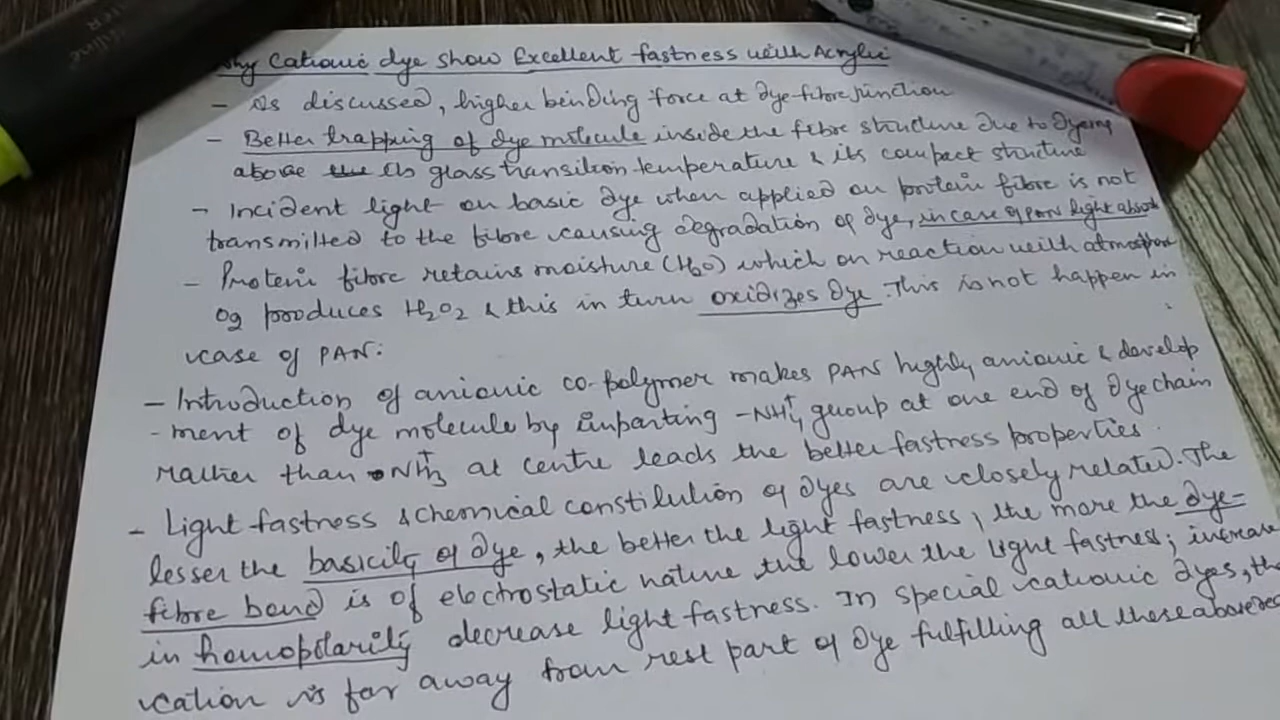 Why Cationic dye show Excellent fastness with Acrylic
- As discussed, higher binding force at dye-fibre junction
- Better trapping of dye molecule inside the fibre structure due to dyeing
above its glass transition temperature & its compact structure
- Incident light on basic dye when applied on protein fibre is not
transmitted to the fibre causing degradation of dye, in case of PAN light absorb
- Protein fibre retains moisture (H2O) which on reaction with atmospheric
O2 produces H2O2 & this in turn oxidizes dye. This is not happen in
case of PAN.
- Introduction of anionic co-polymer makes PAN highly anionic & develop
-ment of dye molecule by imparting -NH4+ group at one end of dye chain
rather than NH3+ at centre leads the better fastness properties.
- Light fastness & chemical constitution of dyes are closely related. The
lesser the basicity of dye, the better the light fastness, the more the dye-
fibre bond is of electrostatic nature the lower the light fastness; increase
in homopolarity decrease light fastness. In special cationic dyes, the
cation is far away from rest part of dye fulfilling all these above